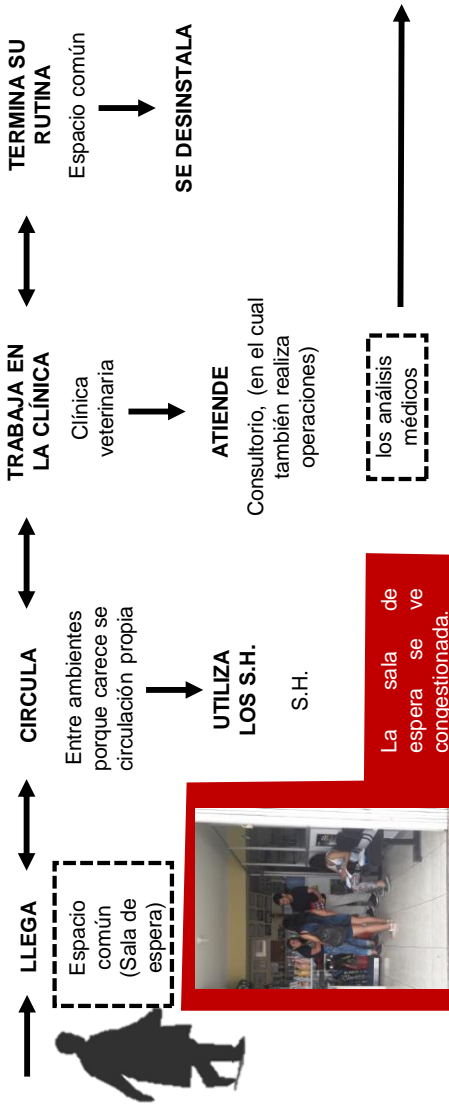 LLEGA
Espacio
común
(Sala de
espera)
CIRCULA
Entre ambientes
porque carece se
circulación propia
UTILIZA
LOS S.H.
S.H.
TRABAJA EN
LA CLÍNICA
Clínica
veterinaria
ATIENDE
Consultorio, (en el cual
también realiza
operaciones)
TERMINA SU
RUTINA
Espacio común
SE DESINSTALA
La sala de
espera se ve
congestionada.
los análisis
médicos